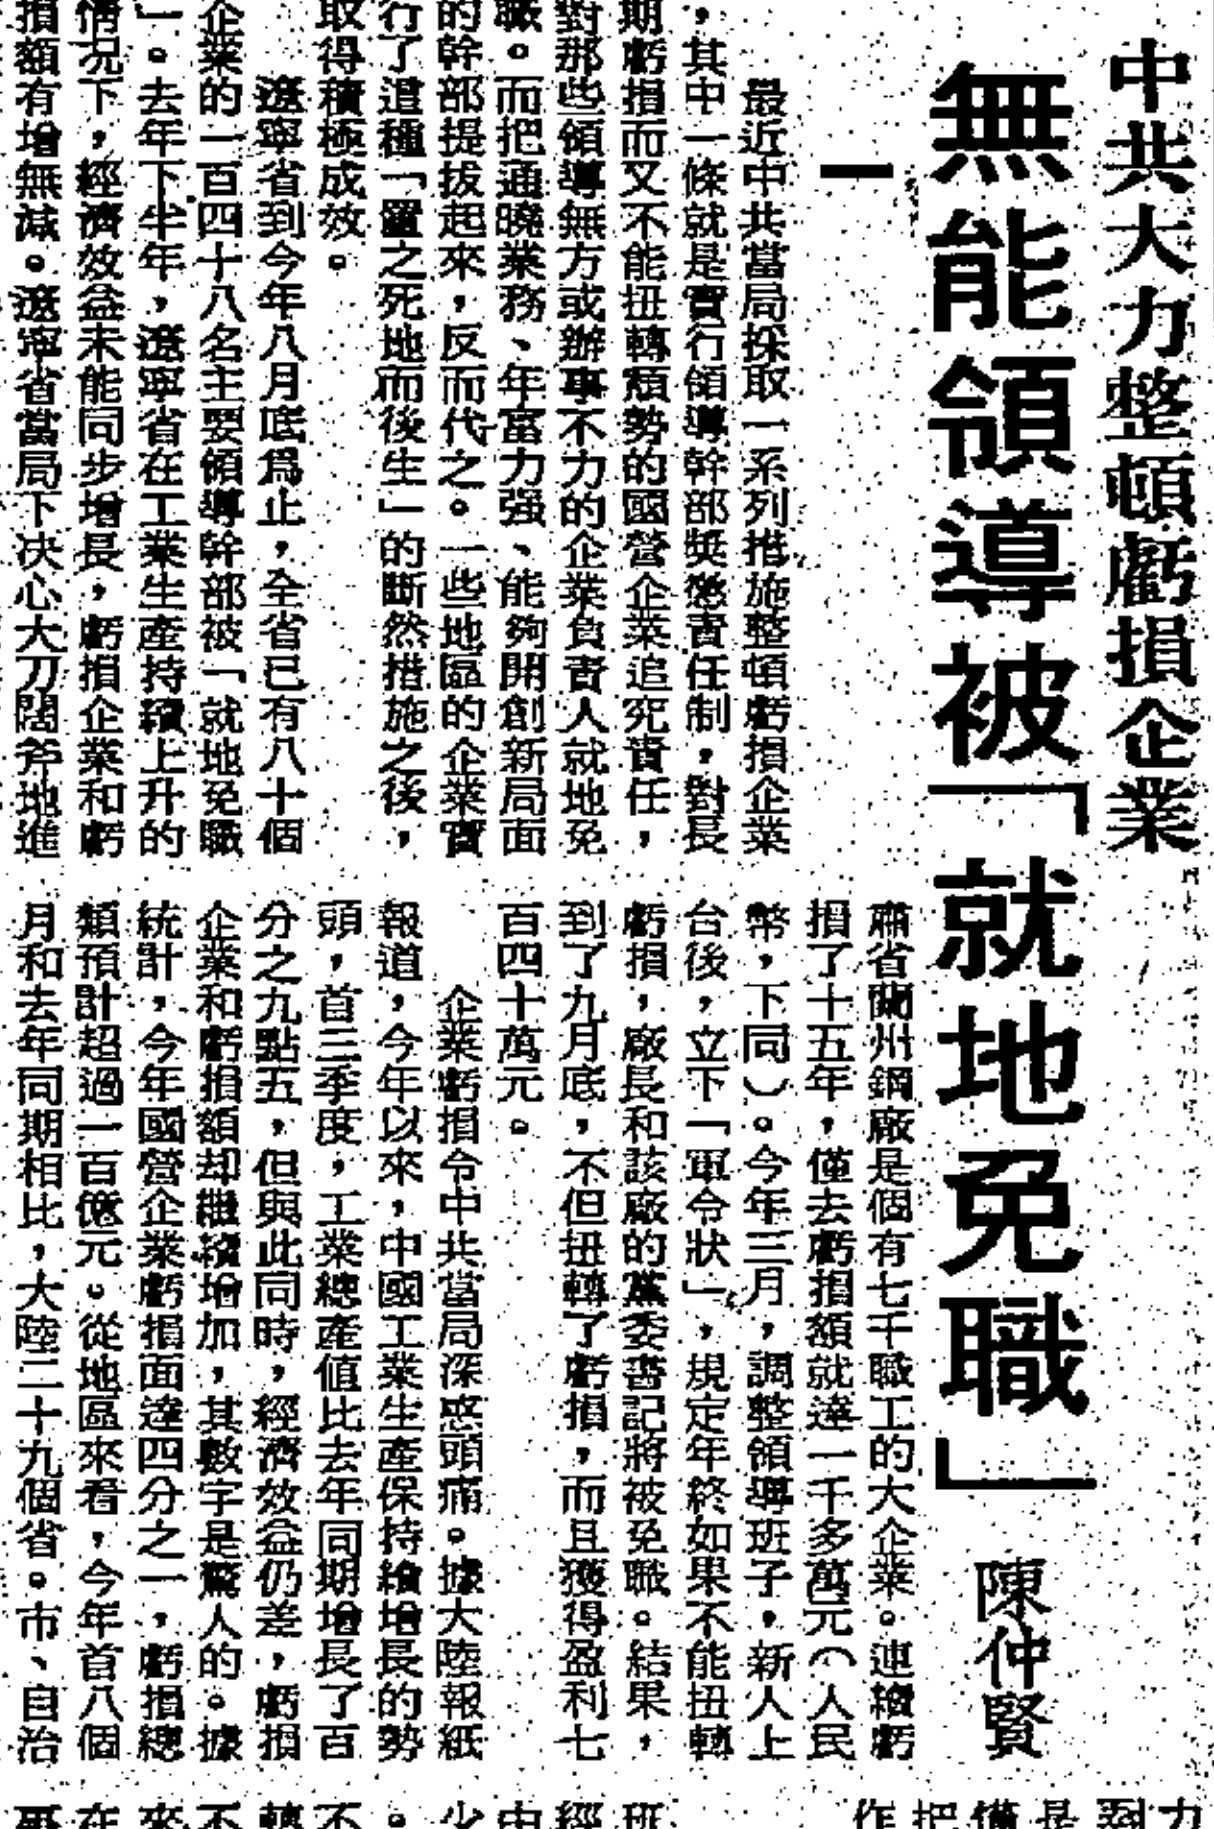 中共大力整頓虧損企業
無能領導被「就地免職」
陳仲賢
最近中共當局採取一系列措施整頓虧損企業
，其中一條就是實行領導幹部獎懲責任制，對長
期虧損而又不能扭轉頹勢的國營企業追究責任，
對那些領導無方或辦事不力的企業負責人就地免
職。而把通曉業務、年富力强、能夠開創新局面
的幹部提拔起來，反而代之。一些地區的企業實
行了這種「置之死地而後生」的斷然措施之後，
取得積極成效。
遼寧省到今年八月底爲止，全省已有八十個
企業的一百四十八名主要領導幹部被「就地免職
」。去年下半年，遼寧省在工業生產持續上升的
情況下，經濟效益未能同步增長，虧損企業和虧
損額有增無減。遼寧省當局下决心大刀闊斧地進
肅省蘭州鋼廠是個有七千職工的大企業。連續虧
損了十五年，僅去虧損額就達一千多萬元（人民
幣，下同）。今年三月，調整領導班子，新人上
台後，立下「軍令狀」，規定年終如果不能扭轉
虧損，廠長和該廠的黨委書記將被免職。結果，
到了九月底，不但扭轉了虧損，而且獲得盈利七
百四十萬元。
企業虧損令中共當局深惑頭痛。據大陸報紙
報道，今年以來，中國工業生產保持續增長的勢
頭，首三季度，工業總產值比去年同期增長了百
分之九點五，但與此同時，經濟效益仍差，虧損
企業和虧損額却繼續增加，其數字是驚人的。據
統計，今年國營企業虧損面達四分之一，虧損總
額預計超過一百億元。從地區來看，今年首八個
月和去年同期相比，大陸二十九個省。市、自治
力
是
懂
把
作
班
經
由
少
。
不
轉
不
來
在